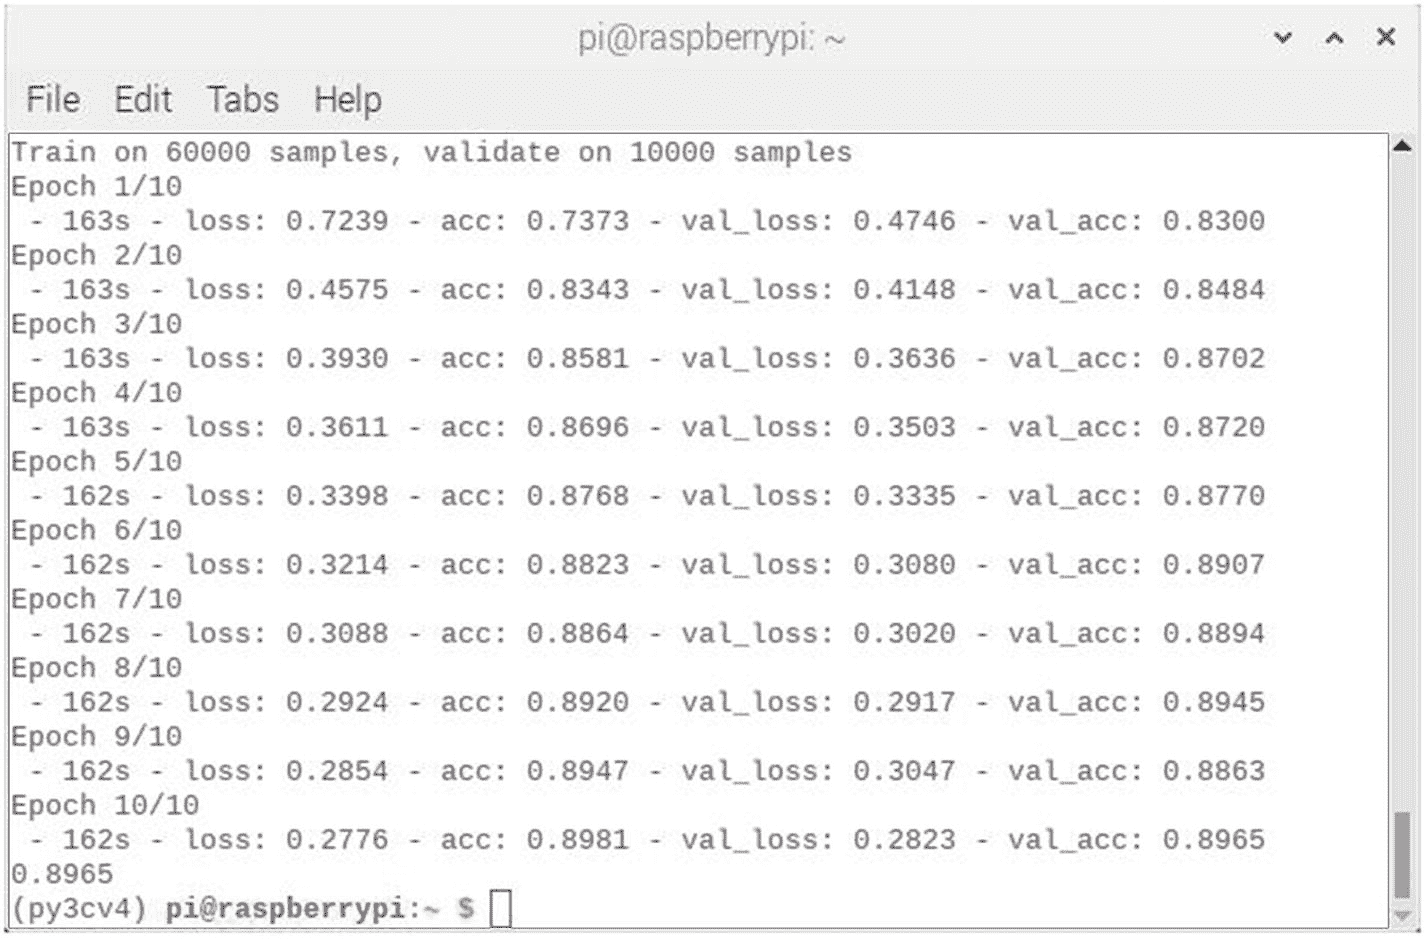 pi@raspberrypi: ~
File Edit Tabs Help
Train on 60000 samples, validate on 10000 samples
Epoch 1/10
 - 163s - loss: 0.7239 - acc: 0.7373 - val_loss: 0.4746 - val_acc: 0.8300
Epoch 2/10
 - 163s - loss: 0.4575 - acc: 0.8343 - val_loss: 0.4148 - val_acc: 0.8484
Epoch 3/10
 - 163s - loss: 0.3930 - acc: 0.8581 - val_loss: 0.3636 - val_acc: 0.8702
Epoch 4/10
 - 163s - loss: 0.3611 - acc: 0.8696 - val_loss: 0.3503 - val_acc: 0.8720
Epoch 5/10
 - 162s - loss: 0.3398 - acc: 0.8768 - val_loss: 0.3335 - val_acc: 0.8770
Epoch 6/10
 - 162s - loss: 0.3214 - acc: 0.8823 - val_loss: 0.3080 - val_acc: 0.8907
Epoch 7/10
 - 162s - loss: 0.3088 - acc: 0.8864 - val_loss: 0.3020 - val_acc: 0.8894
Epoch 8/10
 - 162s - loss: 0.2924 - acc: 0.8920 - val_loss: 0.2917 - val_acc: 0.8945
Epoch 9/10
 - 162s - loss: 0.2854 - acc: 0.8947 - val_loss: 0.3047 - val_acc: 0.8863
Epoch 10/10
 - 162s - loss: 0.2776 - acc: 0.8981 - val_loss: 0.2823 - val_acc: 0.8965
0.8965
(py3cv4) pi@raspberrypi:~ $